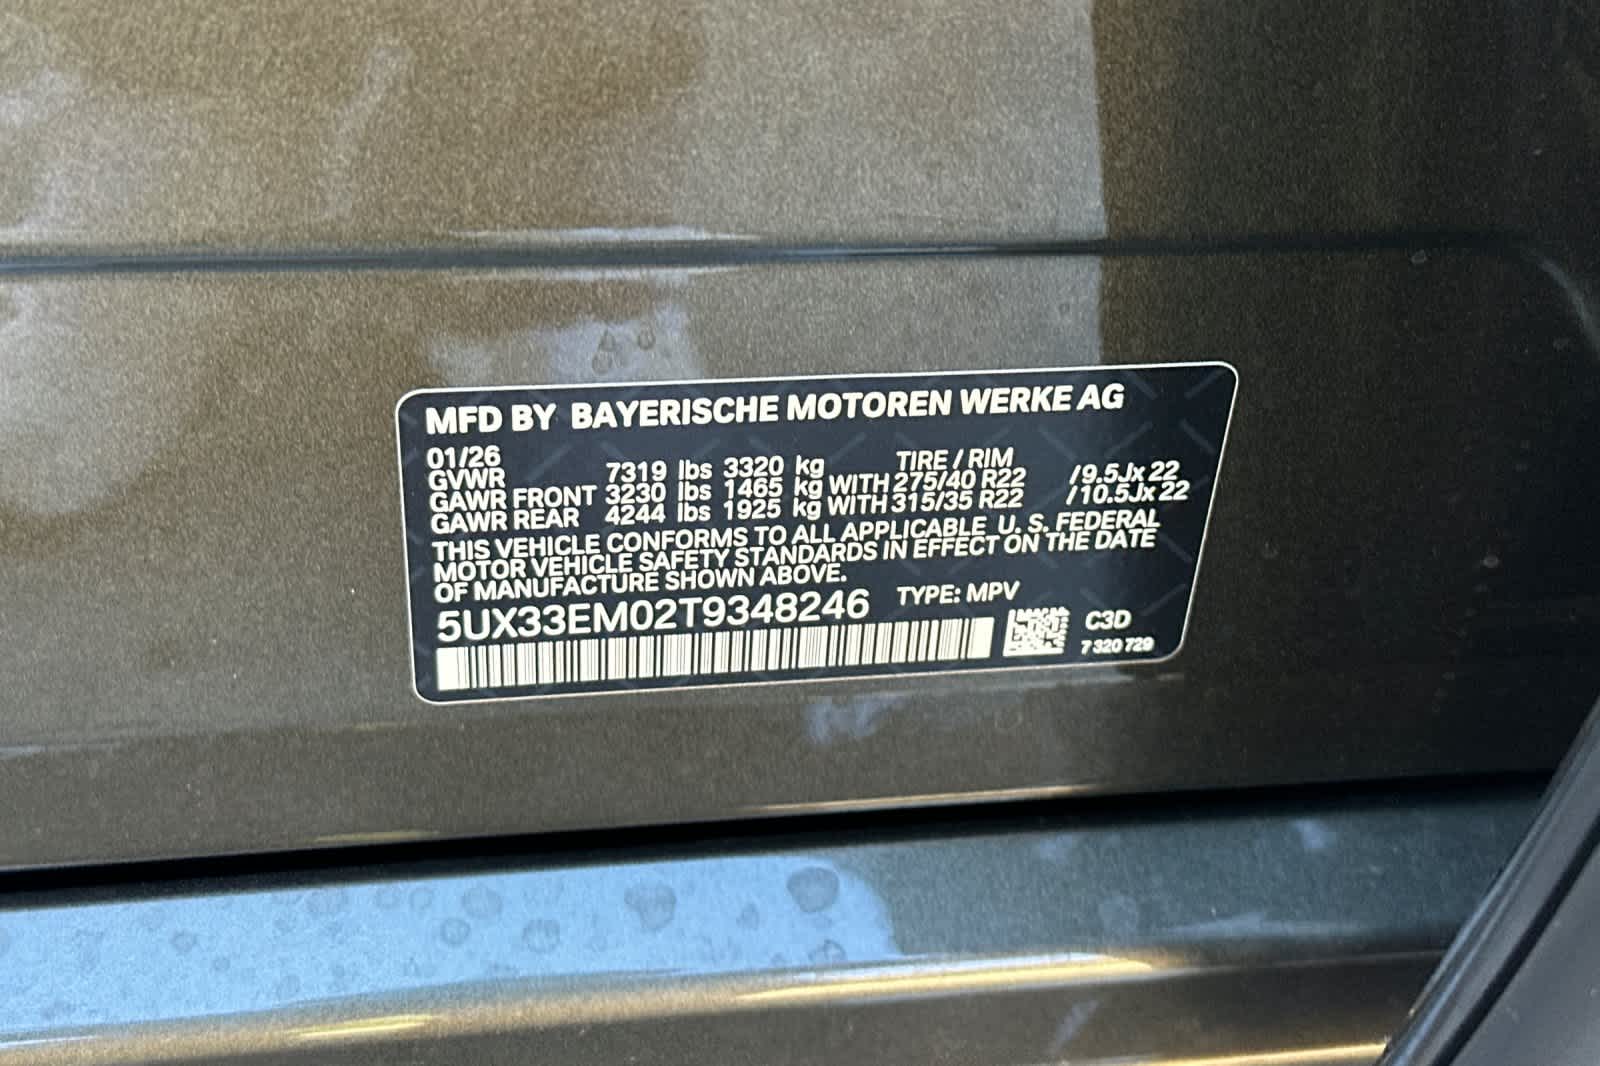 MFD BY BAYERISCHE MOTOREN WERKE AG
01/26 TIRE / RIM
GVWR 7319 lbs 3320 kg
GAWR FRONT 3230 lbs 1465 kg WITH 275/40 R22 /9.5Jx22
GAWR REAR 4244 lbs 1925 kg WITH 315/35 R22 /10.5Jx22
THIS VEHICLE CONFORMS TO ALL APPLICABLE U. S. FEDERAL
MOTOR VEHICLE SAFETY STANDARDS IN EFFECT ON THE DATE
OF MANUFACTURE SHOWN ABOVE.
5UX33EM02T9348246 TYPE: MPV
C3D
7 320 729